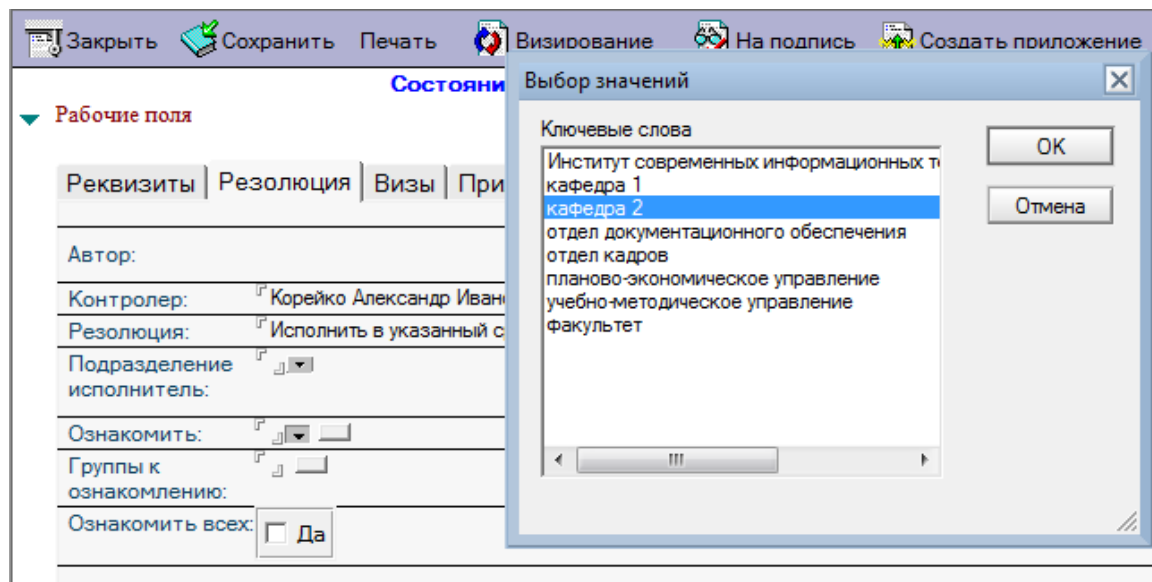 Закрыть Сохранить Печать Визирование На подпись Создать приложение
Состояни
Рабочие поля
Реквизиты Резолюция Визы При
Автор:
Контролер: Корейко Александр Иван
Резолюция: Исполнить в указанный с
Подразделение
исполнитель:
Ознакомить:
Группы к
ознакомлению:
Ознакомить всех: Да
Выбор значений
Ключевые слова
Институт современных информационных т
кафедра 1
кафедра 2
отдел документационного обеспечения
отдел кадров
планово-экономическое управление
учебно-методическое управление
факультет
OK
Отмена